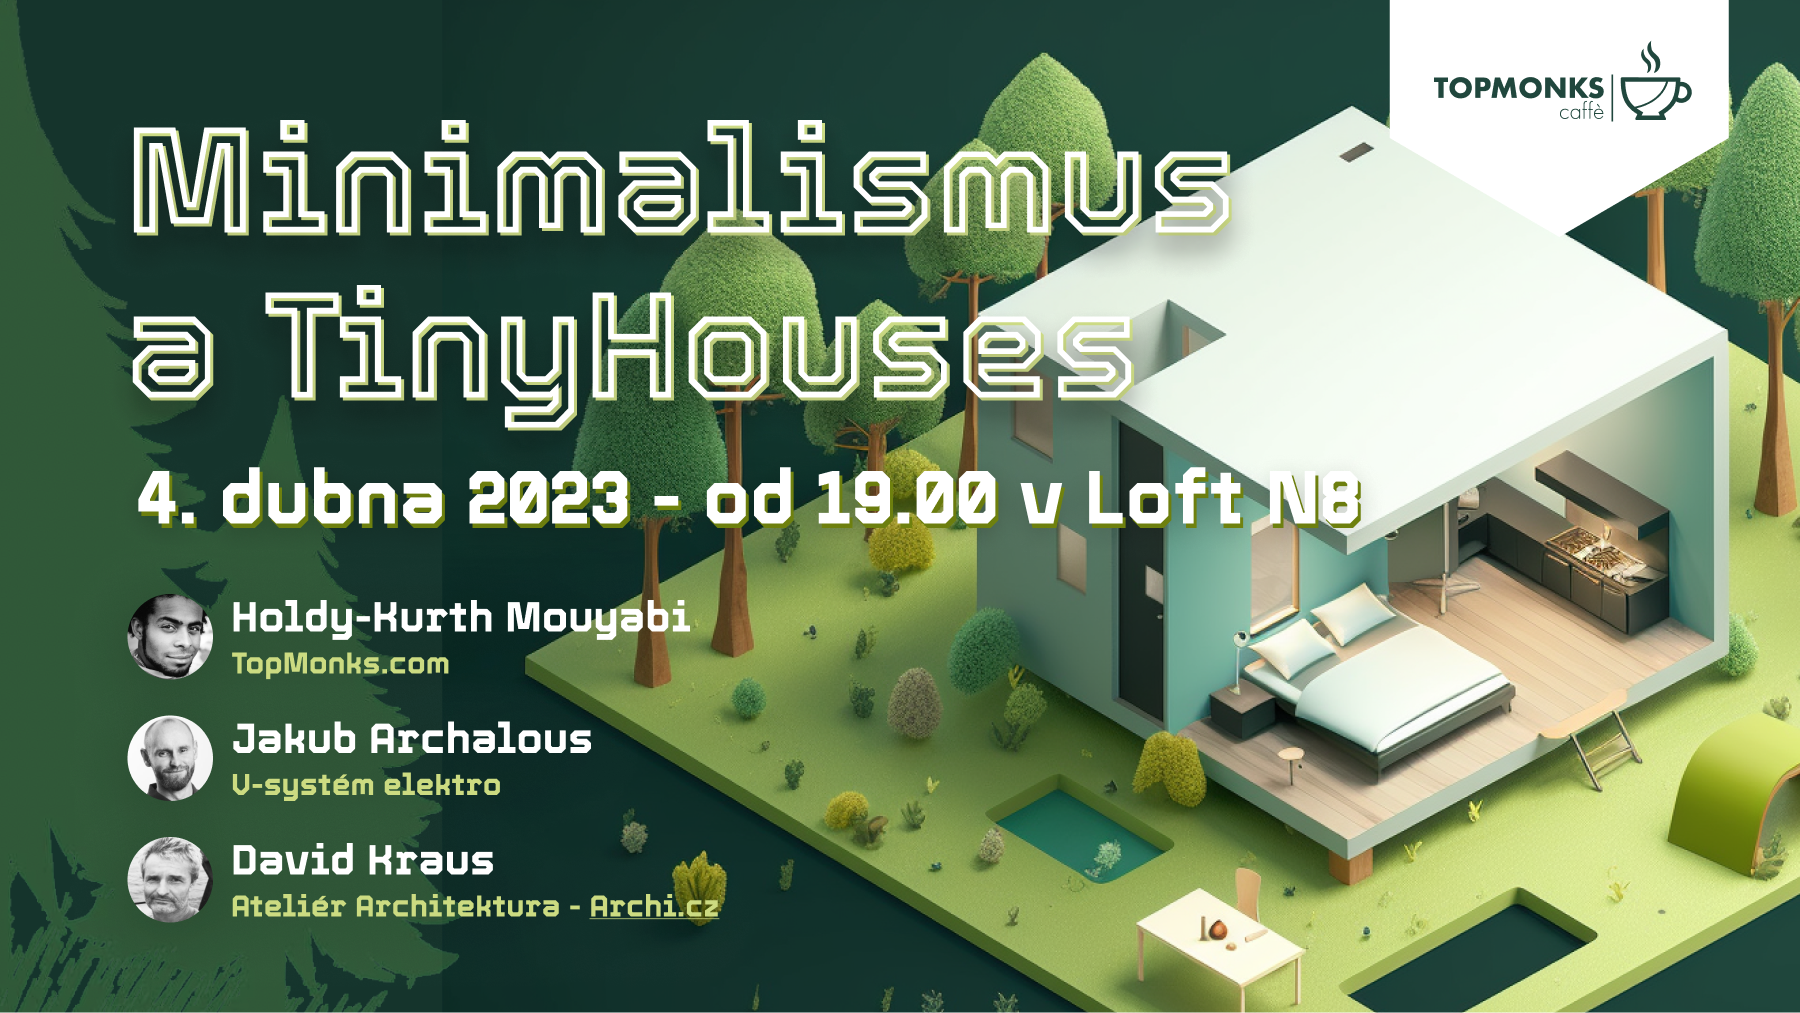 TOPMONKS
caffè
Minimalismus
a TinyHouses
4. dubna 2023 - od 19.00 v Loft N8
Holdy-Kurth Mouyabi
TopMonks.com
Jakub Archalous
V-systém elektro
David Kraus
Ateliér Architektura - Archi.cz